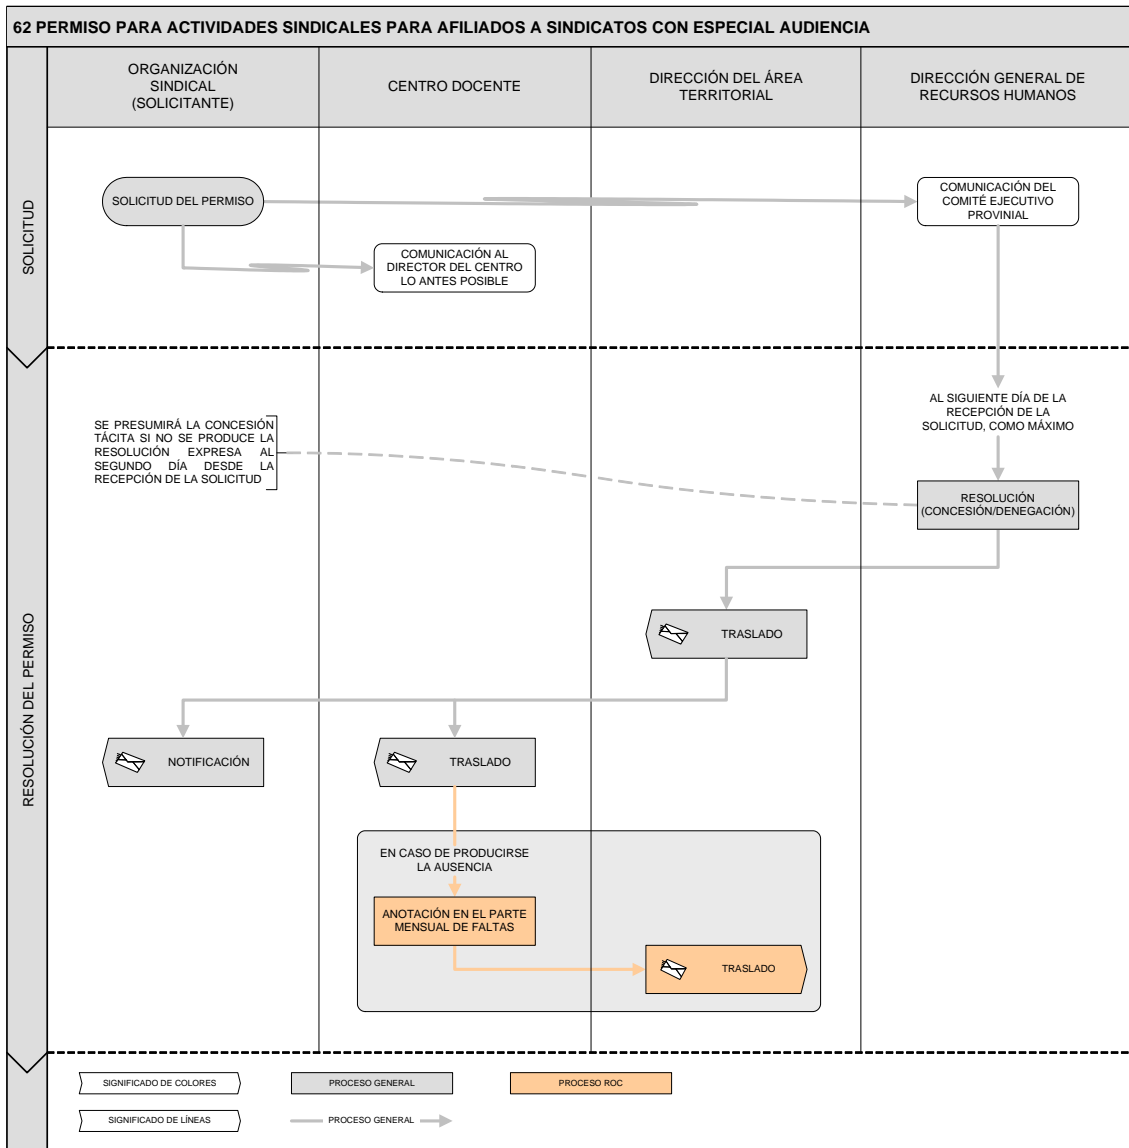 62 PERMISO PARA ACTIVIDADES SINDICALES PARA AFILIADOS A SINDICATOS CON ESPECIAL AUDIENCIA
ORGANIZACIÓN
SINDICAL
(SOLICITANTE)
CENTRO DOCENTE
DIRECCIÓN DEL ÁREA
TERRITORIAL
DIRECCIÓN GENERAL DE
RECURSOS HUMANOS
SOLICITUD
SOLICITUD DEL PERMISO
COMUNICACIÓN DEL
COMITÉ EJECUTIVO
PROVINIAL
COMUNICACIÓN AL
DIRECTOR DEL CENTRO
LO ANTES POSIBLE
RESOLUCIÓN DEL PERMISO
AL SIGUIENTE DÍA DE LA
RECEPCIÓN DE LA
SOLICITUD, COMO MÁXIMO
SE PRESUMIRÁ LA CONCESIÓN
TÁCITA SI NO SE PRODUCE LA
RESOLUCIÓN EXPRESA AL
SEGUNDO DÍA DESDE LA
RECEPCIÓN DE LA SOLICITUD
RESOLUCIÓN
(CONCESIÓN/DENEGACIÓN)
TRASLADO
NOTIFICACIÓN
TRASLADO
EN CASO DE PRODUCIRSE
LA AUSENCIA
ANOTACIÓN EN EL PARTE
MENSUAL DE FALTAS
TRASLADO
SIGNIFICADO DE COLORES
PROCESO GENERAL
PROCESO ROC
SIGNIFICADO DE LÍNEAS
PROCESO GENERAL